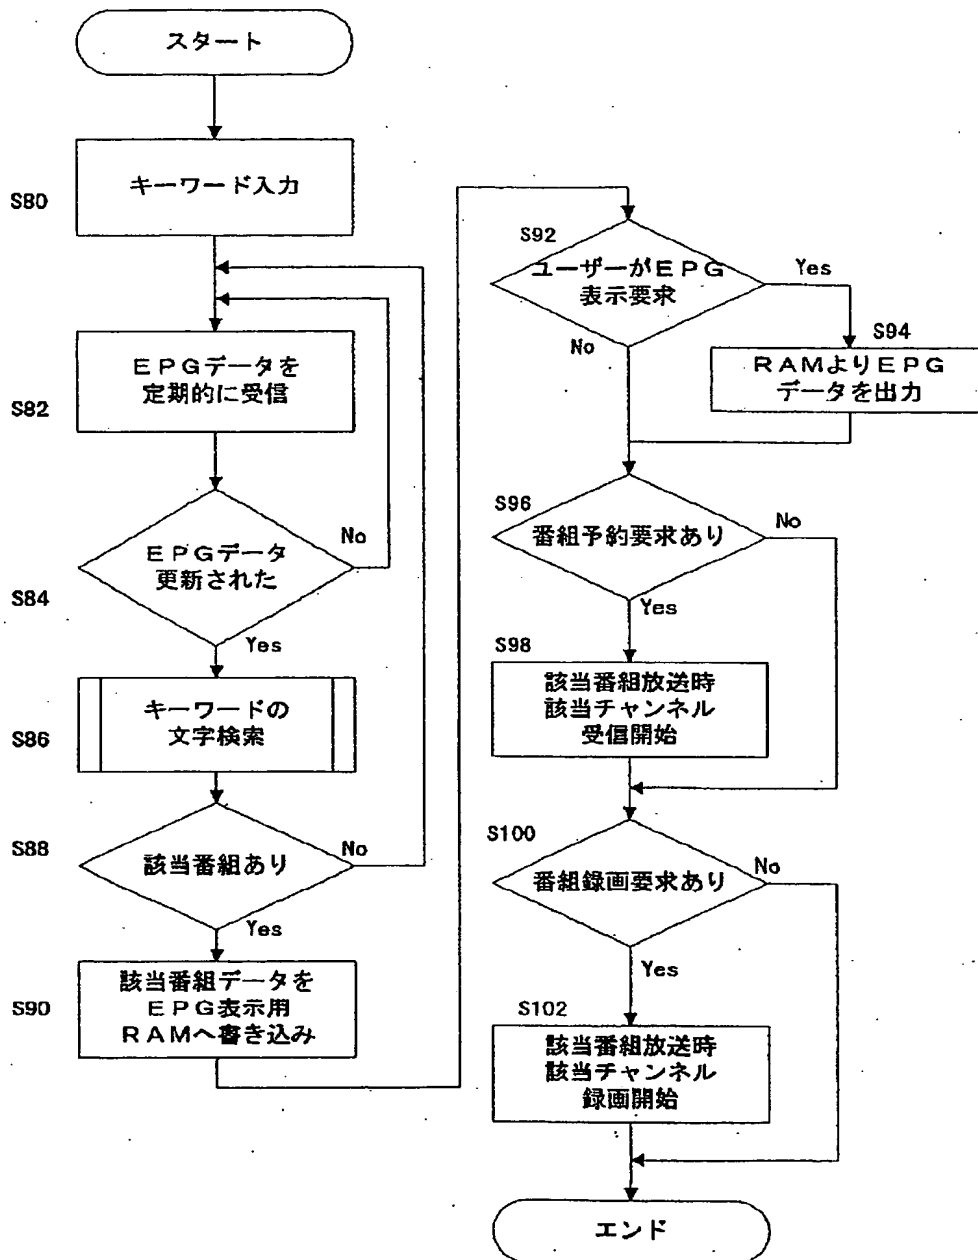 スタート
S80
キーワード入力
S82
ＥＰＧデータを
定期的に受信
S84
ＥＰＧデータ
更新された
No
Yes
S86
キーワードの
文字検索
S88
該当番組あり
No
Yes
S90
該当番組データを
ＥＰＧ表示用
ＲＡＭへ書き込み
S92
ユーザーがＥＰＧ
表示要求
Yes
No
S94
ＲＡＭよりＥＰＧ
データを出力
S96
番組予約要求あり
No
Yes
S98
該当番組放送時
該当チャンネル
受信開始
S100
番組録画要求あり
No
Yes
S102
該当番組放送時
該当チャンネル
録画開始
エンド